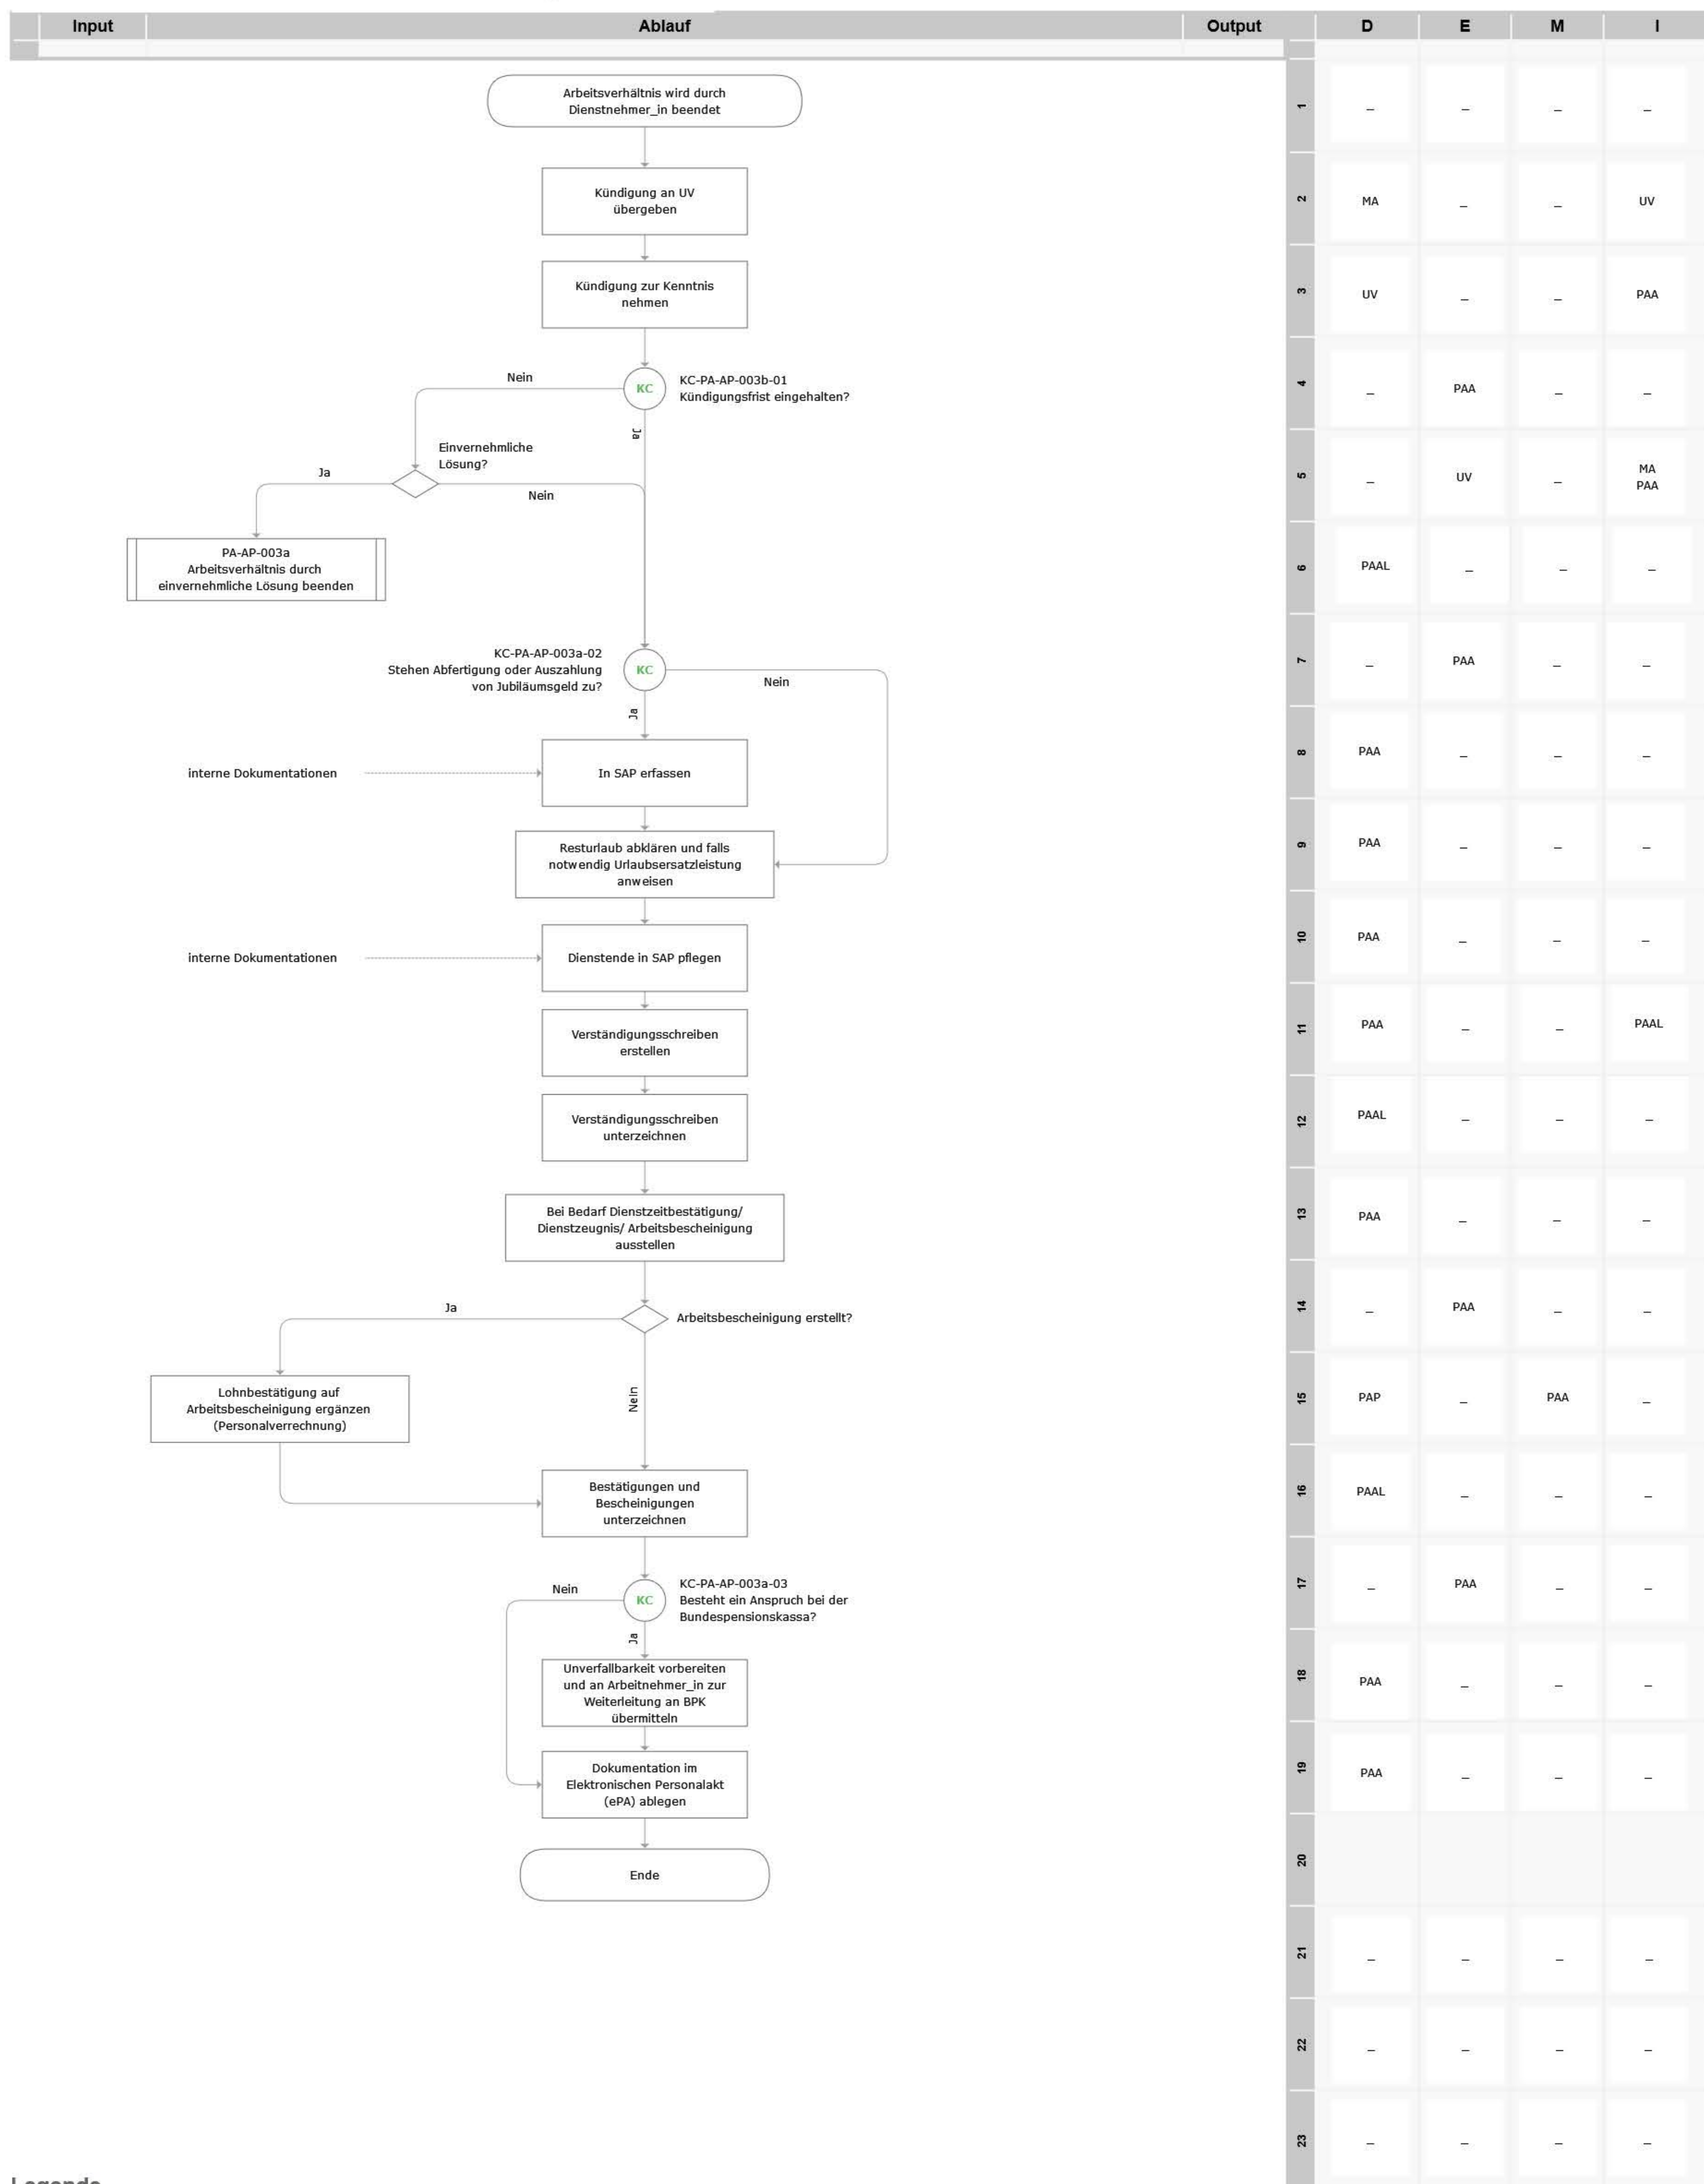 Input Ablauf Output D E M I
Arbeitsverhältnis wird durch
Dienstnehmer_in beendet
1 – – – –
Kündigung an UV
übergeben
2 MA – – UV
Kündigung zur Kenntnis
nehmen
3 UV – – PAA
Nein
KC
KC-PA-AP-003b-01
Kündigungsfrist eingehalten?
Ja
4 – PAA – –
Einvernehmliche
Lösung?
Ja
Nein
5 – UV – MA
PAA
PA-AP-003a
Arbeitsverhältnis durch
einvernehmliche Lösung beenden
6 PAAL – – –
KC-PA-AP-003a-02
Stehen Abfertigung oder Auszahlung
von Jubiläumsgeld zu?
KC
Nein
Ja
7 – PAA – –
interne Dokumentationen
In SAP erfassen
8 PAA – – –
Resturlaub abklären und falls
notwendig Urlaubsersatzleistung
anweisen
9 PAA – – –
interne Dokumentationen
Dienstende in SAP pflegen
10 PAA – – –
Verständigungsschreiben
erstellen
11 PAA – – PAAL
Verständigungsschreiben
unterzeichnen
12 PAAL – – –
Bei Bedarf Dienstzeitbestätigung/
Dienstzeugnis/ Arbeitsbescheinigung
ausstellen
13 PAA – – –
Ja
Arbeitsbescheinigung erstellt?
14 – PAA – –
Lohnbestätigung auf
Arbeitsbescheinigung ergänzen
(Personalverrechnung)
Nein
15 PAP – PAA –
Bestätigungen und
Bescheinigungen
unterzeichnen
16 PAAL – – –
Nein
KC
KC-PA-AP-003a-03
Besteht ein Anspruch bei der
Bundespensionskassa?
Ja
17 – PAA – –
Unverfallbarkeit vorbereiten
und an Arbeitnehmer_in zur
Weiterleitung an BPK
übermitteln
18 PAA – – –
Dokumentation im
Elektronischen Personalakt
(ePA) ablegen
19 PAA – – –
Ende
20
21 – – – –
22 – – – –
23 – – – –
Legende